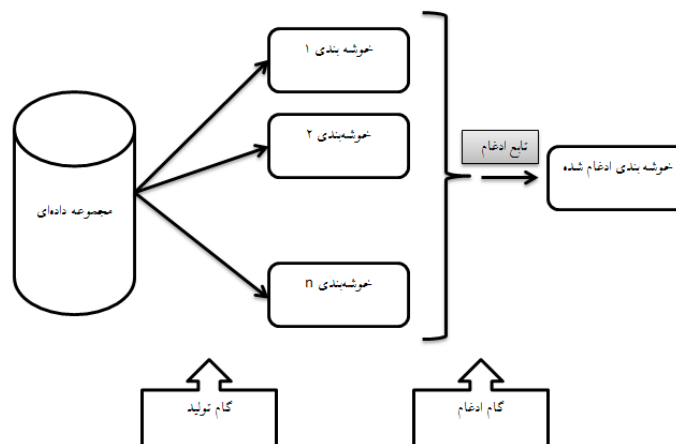 خوشه بندی ۱
خوشه‌بندی ۲
تابع ادغام
خوشه بندی ادغام شده
مجموعه داده‌ای
خوشه‌بندی n
گام تولید
گام ادغام